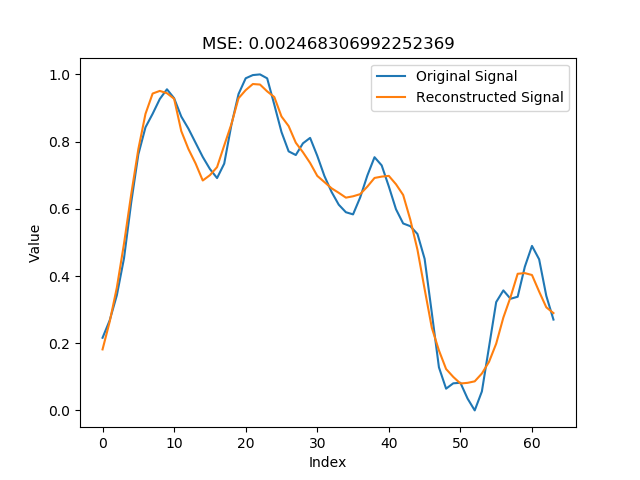 MSE: 0.002468306992252369
Original Signal
Reconstructed Signal
1.0
0.8
0.6
0.4
0.2
0.0
Value
0 10 20 30 40 50 60
Index